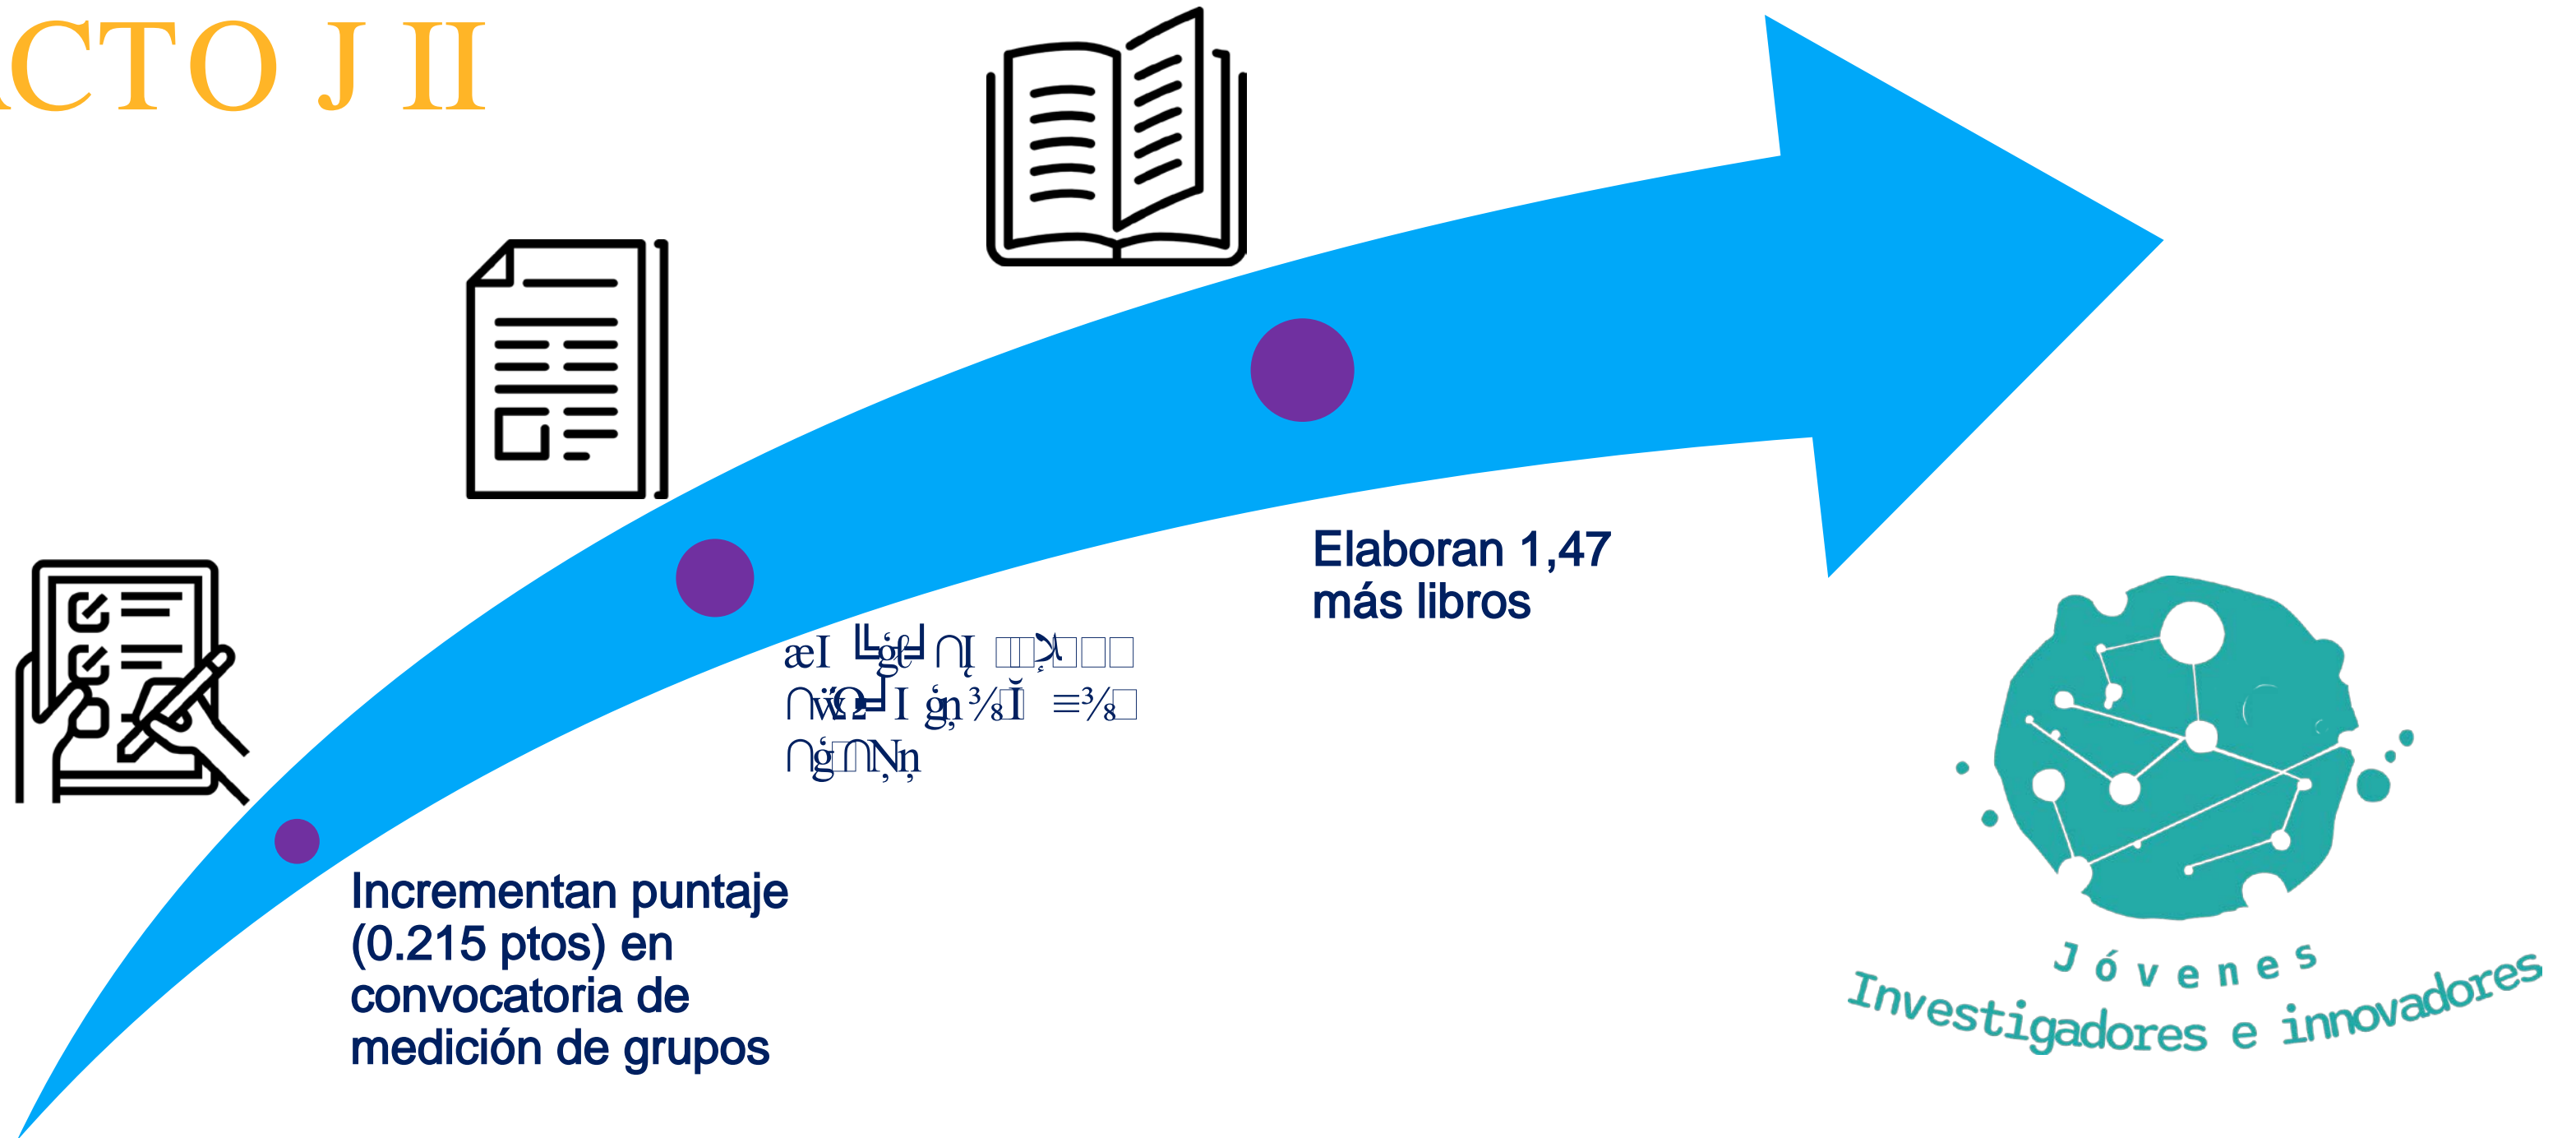 ACTO J II
Elaboran 1,47
más libros
Incrementan puntaje
(0.215 ptos) en
convocatoria de
medición de grupos
Jóvenes
Investigadores e innovadores